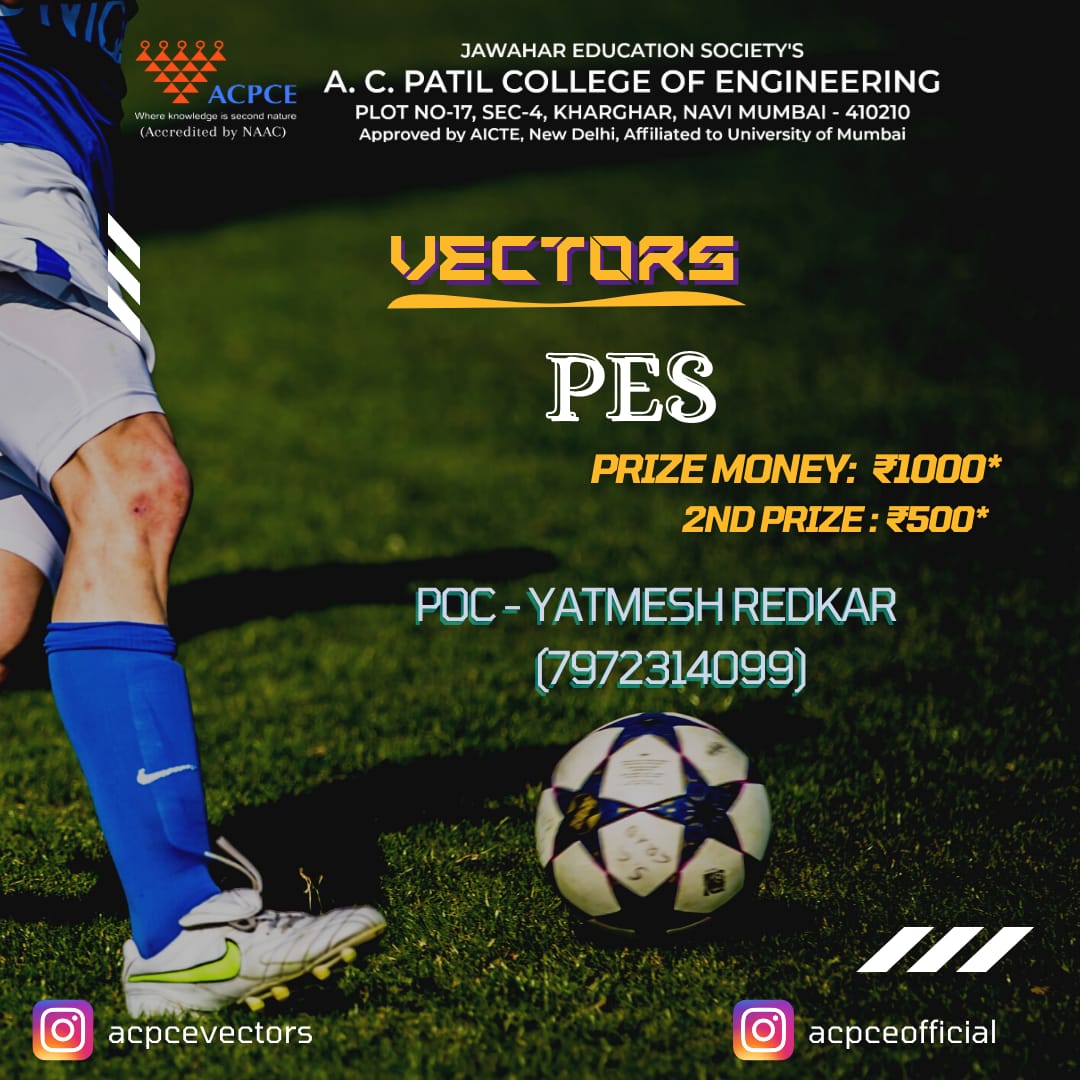 ACPCE
Where knowledge is second nature
(Accredited by NAAC)
JAWAHAR EDUCATION SOCIETY'S
A. C. PATIL COLLEGE OF ENGINEERING
PLOT NO-17, SEC-4, KHARGHAR, NAVI MUMBAI - 410210
Approved by AICTE, New Delhi, Affiliated to University of Mumbai
VECTORS
PES
PRIZE MONEY: ₹1000*
2ND PRIZE : ₹500*
POC - YATMESH REDKAR
(7972314099)
acpcevectors
acpceofficial